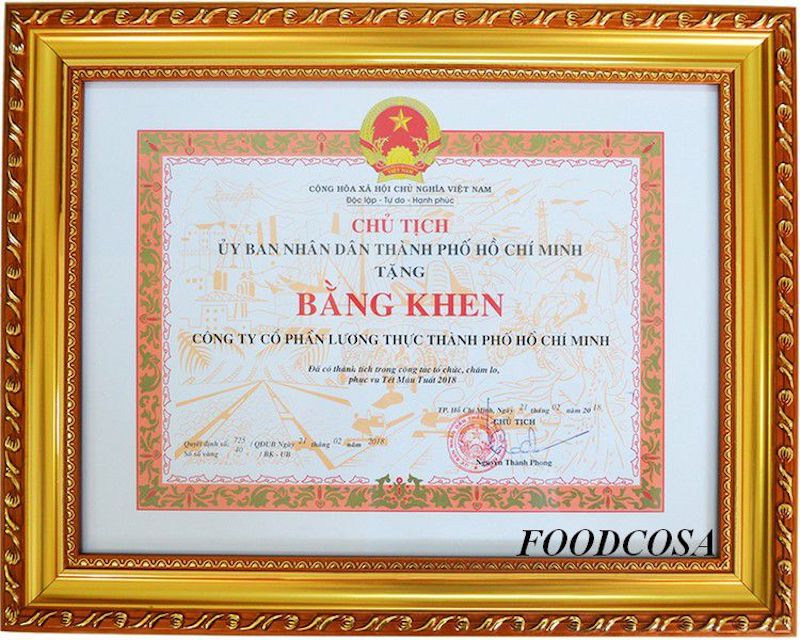 VIỆT NAM
CỘNG HÒA XÃ HỘI CHỦ NGHĨA VIỆT NAM
Độc lập - Tự do - Hạnh phúc
CHỦ TỊCH
ỦY BAN NHÂN DÂN THÀNH PHỐ HỒ CHÍ MINH
TẶNG
BẰNG KHEN
CÔNG TY CỔ PHẦN LƯƠNG THỰC THÀNH PHỐ HỒ CHÍ MINH
Đã có thành tích trong công tác tổ chức, chăm lo,
phục vụ Tết Mậu Tuất 2018
TP. Hồ Chí Minh, Ngày 21 tháng 02 năm 2018
CHỦ TỊCH
Quyết định số: 725 / QĐUB Ngày 21 tháng 02 năm 2018
Số sổ vàng 40 / BK - UB
Nguyễn Thành Phong
FOODCOSA